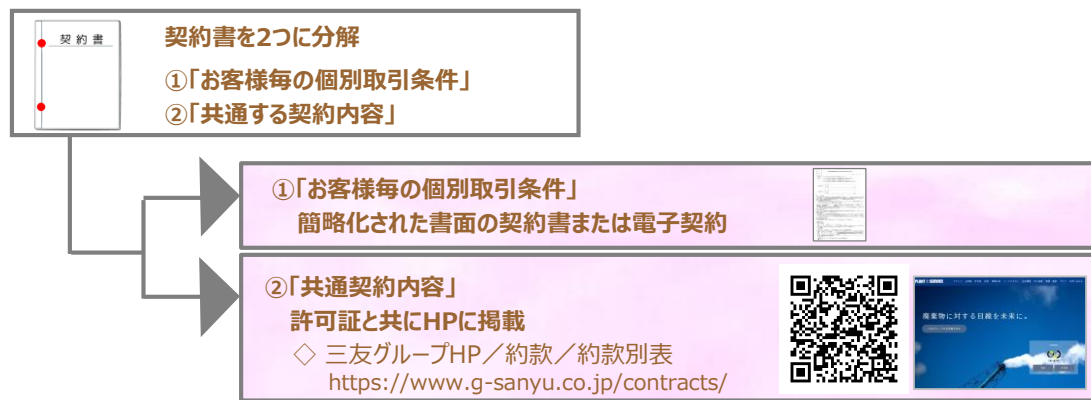 契約書
契約書を2つに分解
①「お客様毎の個別取引条件」
②「共通する契約内容」
①「お客様毎の個別取引条件」
簡略化された書面の契約書または電子契約
②「共通契約内容」
許可証と共にHPに掲載
◇ 三友グループHP／約款／約款別表
https://www.g-sanyu.co.jp/contracts/
廃棄物に対する目線を未来に。